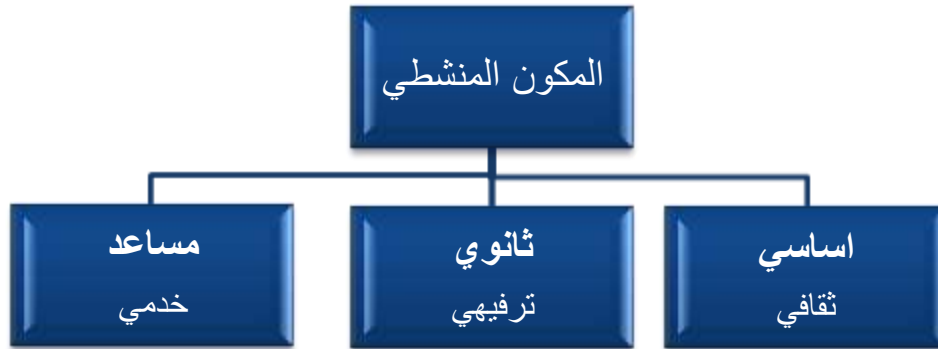 المكون المنشطي
اساسي
ثقافي
ثانوي
ترفيهي
مساعد
خدمي